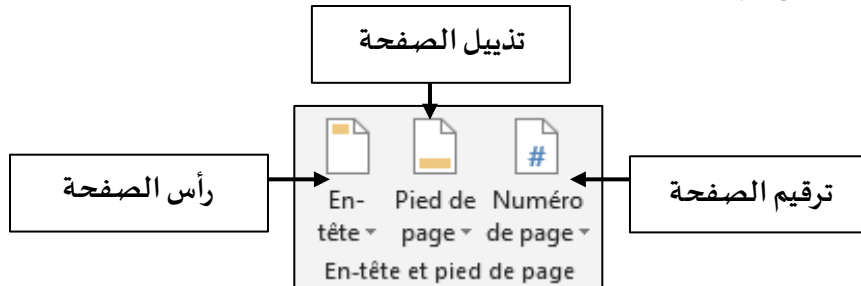 تذييل الصفحة
رأس الصفحة
ترقيم الصفحة
#
En-
tête
Pied de
page
Numéro
de page
En-tête et pied de page